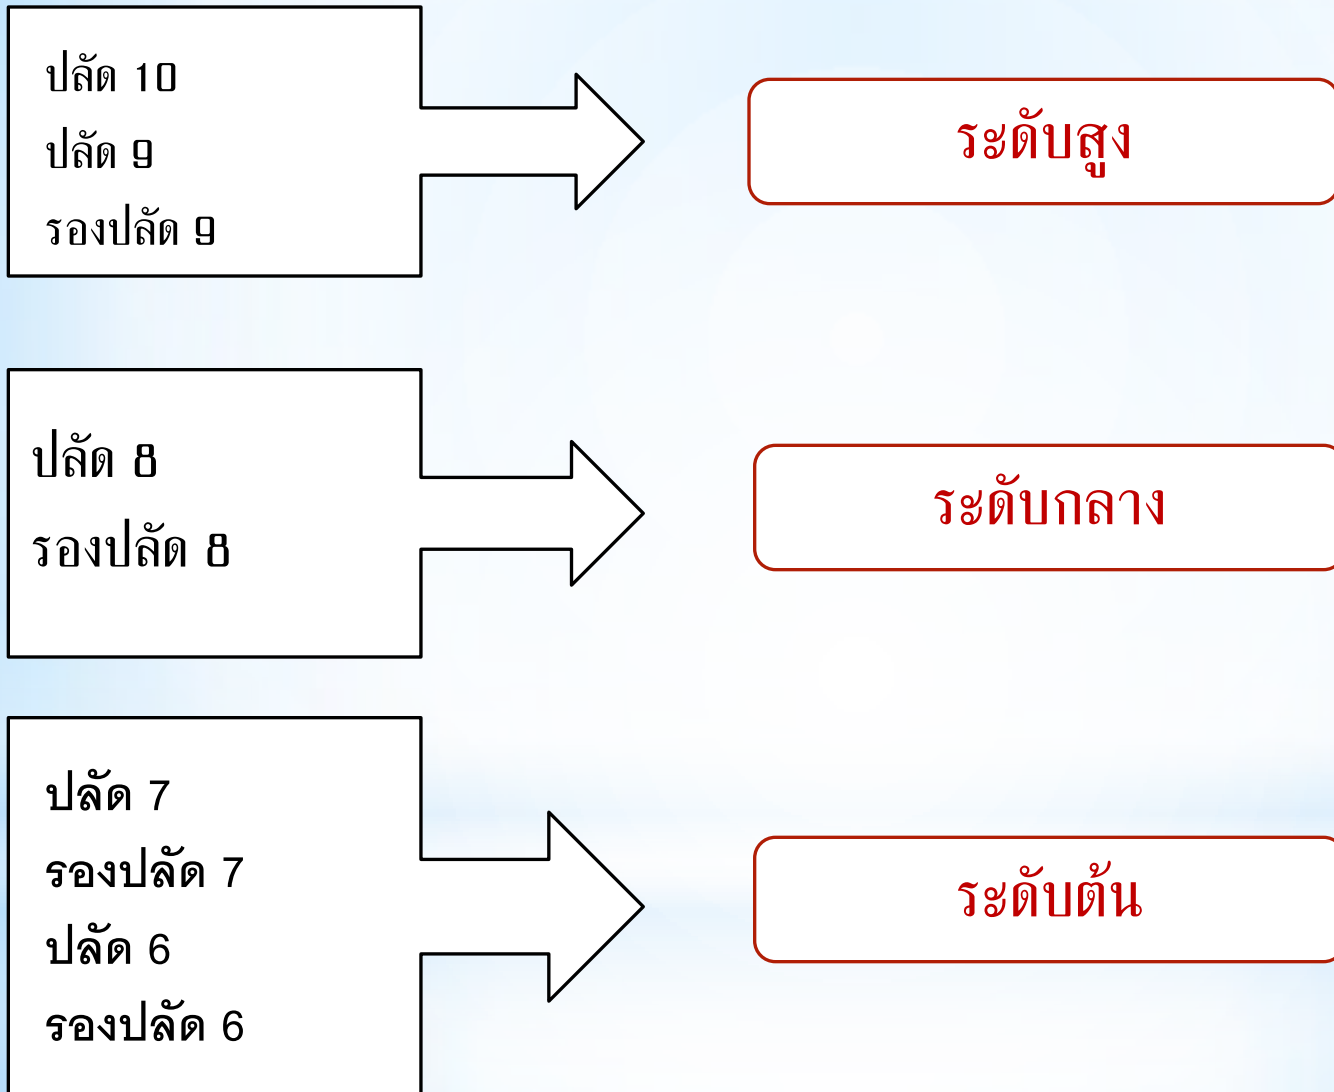 ปลัด 10
ปลัด 9
รองปลัด 9
ระดับสูง
ปลัด 8
รองปลัด 8
ระดับกลาง
ปลัด 7
รองปลัด 7
ปลัด 6
รองปลัด 6
ระดับต้น